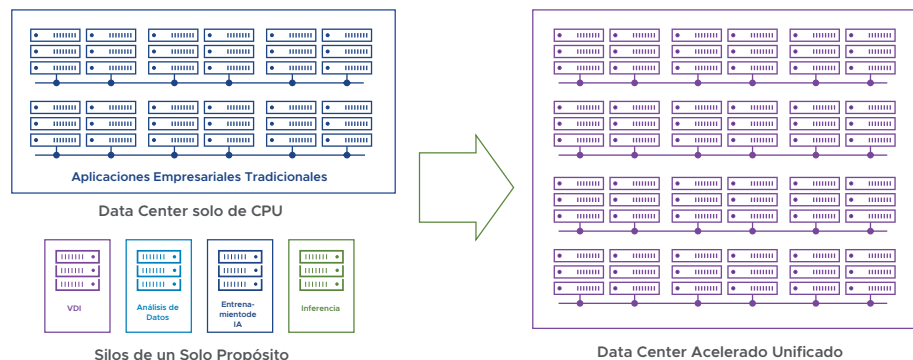 Aplicaciones Empresariales Tradicionales
Data Center solo de CPU
VDI
Análisis de
Datos
Entrena-
mientode
IA
Inferencia
Silos de un Solo Propósito
Data Center Acelerado Unificado